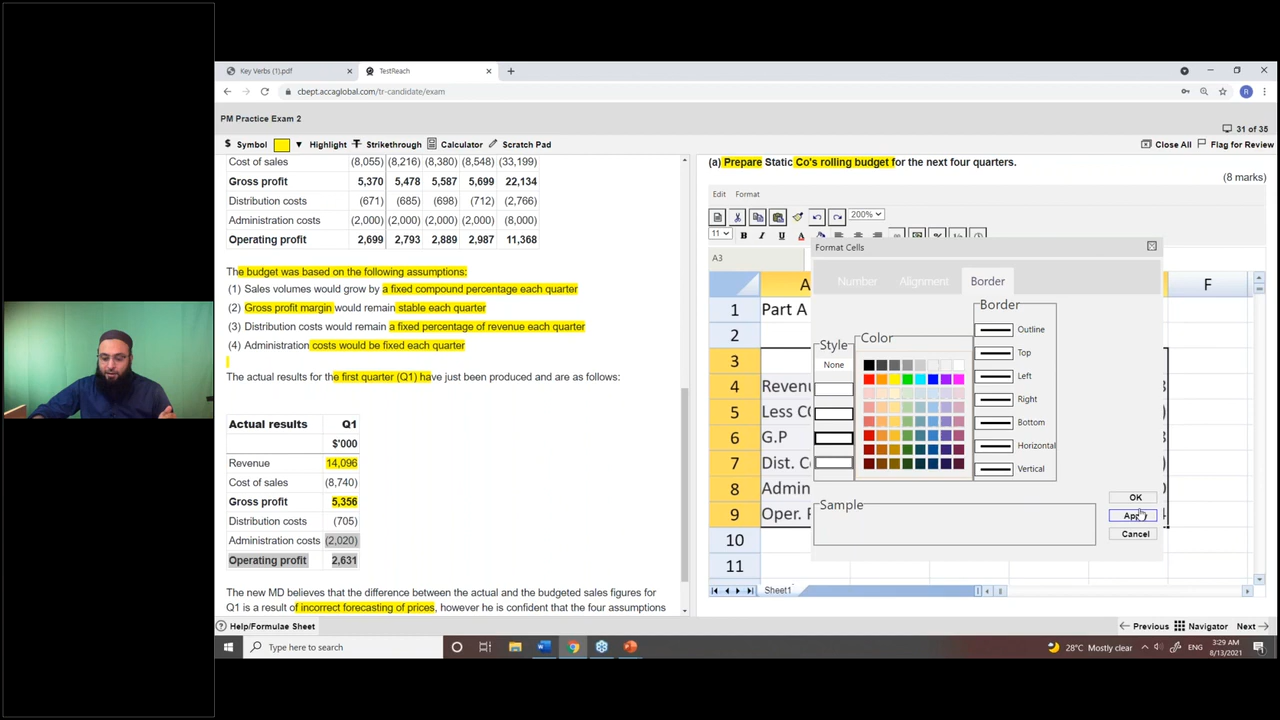 Key Verbs (1).pdf
TestReach
cbept.accaglobal.com/tr-candidate/exam
PM Practice Exam 2
31 of 35
$ Symbol Highlight Strikethrough Calculator Scratch Pad
Close All Flag for Review
Cost of sales (8,055) (8,216) (8,380) (8,548) (33,199)
Gross profit 5,370 5,478 5,587 5,699 22,134
Distribution costs (671) (685) (698) (712) (2,766)
Administration costs (2,000) (2,000) (2,000) (2,000) (8,000)
Operating profit 2,699 2,793 2,889 2,987 11,368
The budget was based on the following assumptions:
(1) Sales volumes would grow by a fixed compound percentage each quarter
(2) Gross profit margin would remain stable each quarter
(3) Distribution costs would remain a fixed percentage of revenue each quarter
(4) Administration costs would be fixed each quarter
The actual results for the first quarter (Q1) have just been produced and are as follows:
Actual results Q1
$'000
Revenue 14,096
Cost of sales (8,740)
Gross profit 5,356
Distribution costs (705)
Administration costs (2,020)
Operating profit 2,631
The new MD believes that the difference between the actual and the budgeted sales figures for
Q1 is a result of incorrect forecasting of prices, however he is confident that the four assumptions
(a) Prepare Static Co's rolling budget for the next four quarters.
(8 marks)
Edit Format
200%
11 B I U A
A3
Format Cells
Number Alignment Border
F
1 Part A
2
3
4 Revenu
5 Less CO
6 G.P
7 Dist. C
8 Admin
9 Oper. P
10
11
Style
None
Color
Border
Outline
Top
Left
Right
Bottom
Horizontal
Vertical
Sample
OK
Apply
Cancel
Sheet1
Help/Formulae Sheet
Previous Navigator Next
Type here to search
28°C Mostly clear
ENG
3:29 AM
8/13/2021